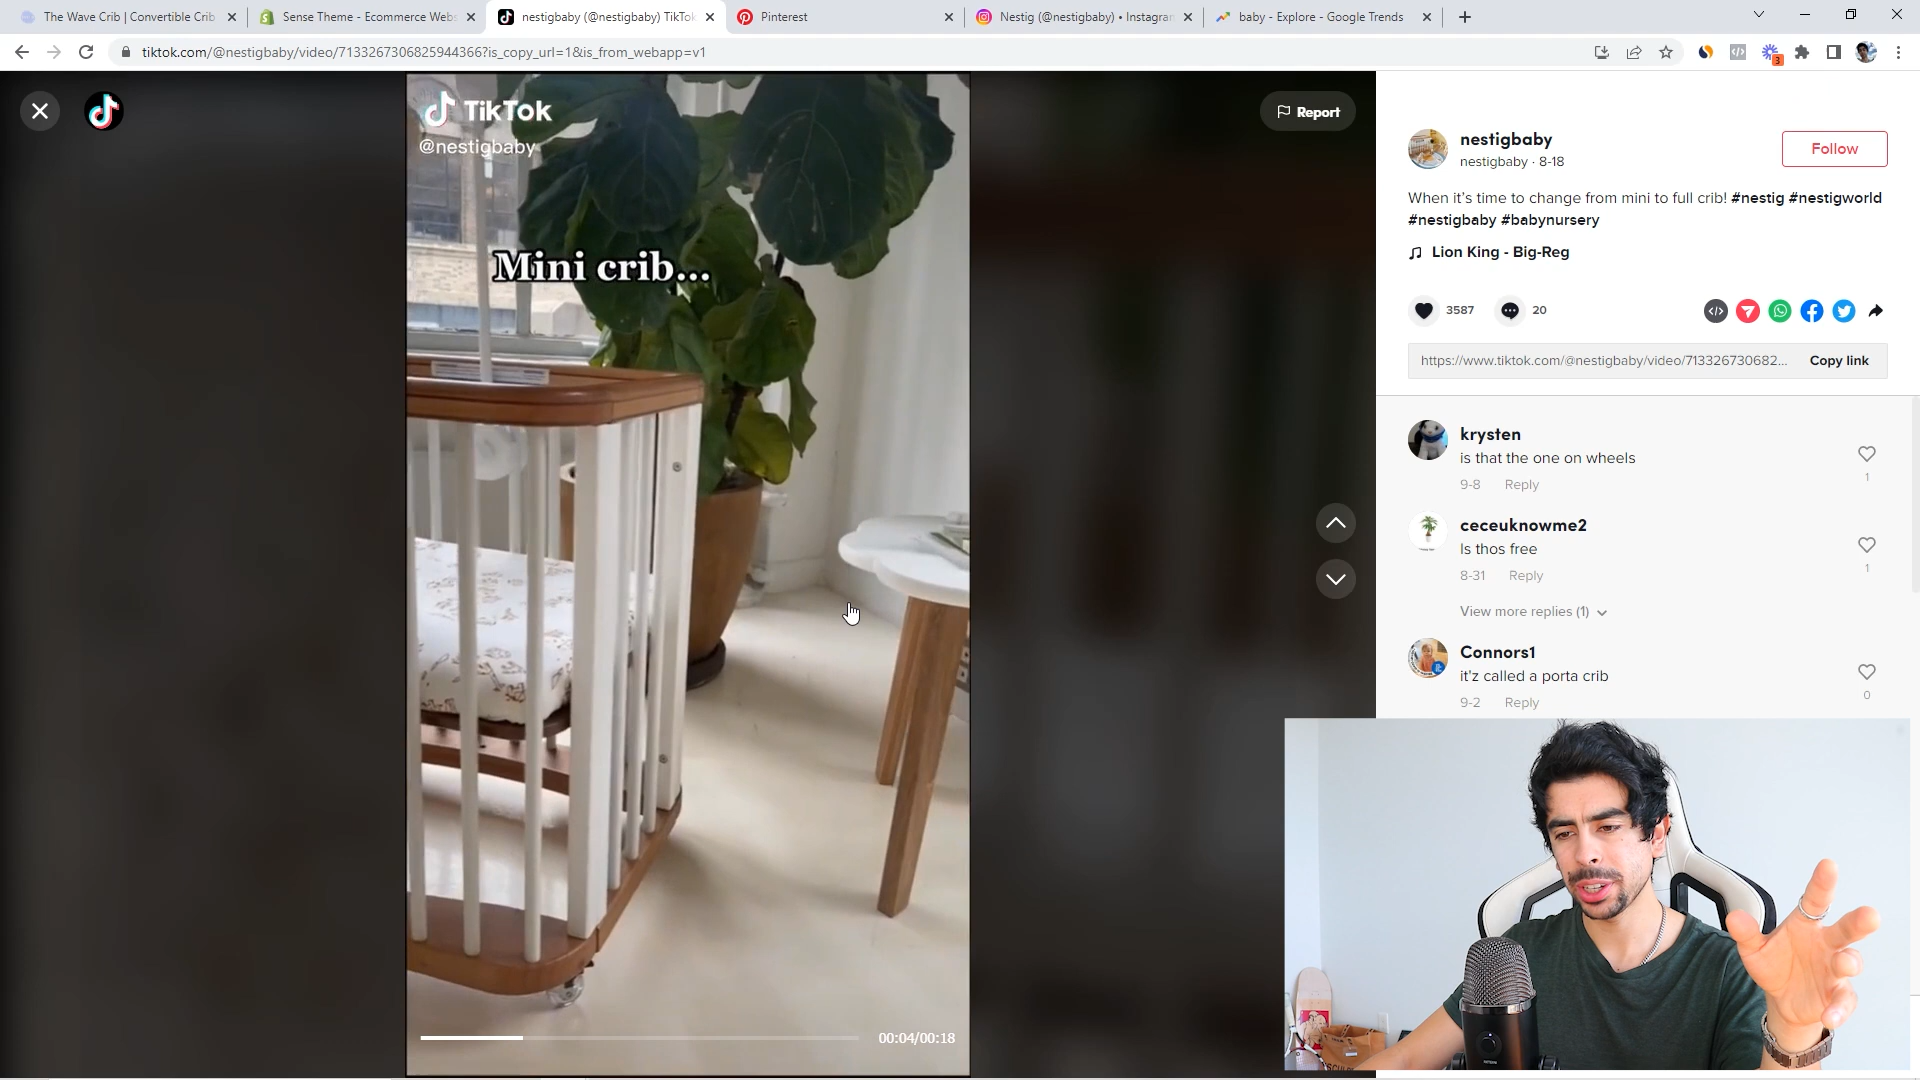 The Wave Crib | Convertible Crib
Sense Theme - Ecommerce Webs
nestigbaby (@nestigbaby) TikTok
Pinterest
Nestig (@nestigbaby) • Instagram
baby - Explore - Google Trends
tiktok.com/@nestigbaby/video/7133267306825944366?is_copy_url=1&is_from_webapp=v1
3
TikTok
@nestigbaby
Report
Mini crib...
00:04/00:18
nestigbaby
nestigbaby · 8-18
Follow
When it's time to change from mini to full crib! #nestig #nestigworld
#nestigbaby #babynursery
Lion King - Big-Reg
3587
20
https://www.tiktok.com/@nestigbaby/video/713326730682...
Copy link
krysten
is that the one on wheels
9-8 Reply
1
ceceuknowme2
Is thos free
8-31 Reply
1
View more replies (1)
Connors1
it'z called a porta crib
9-2 Reply
0